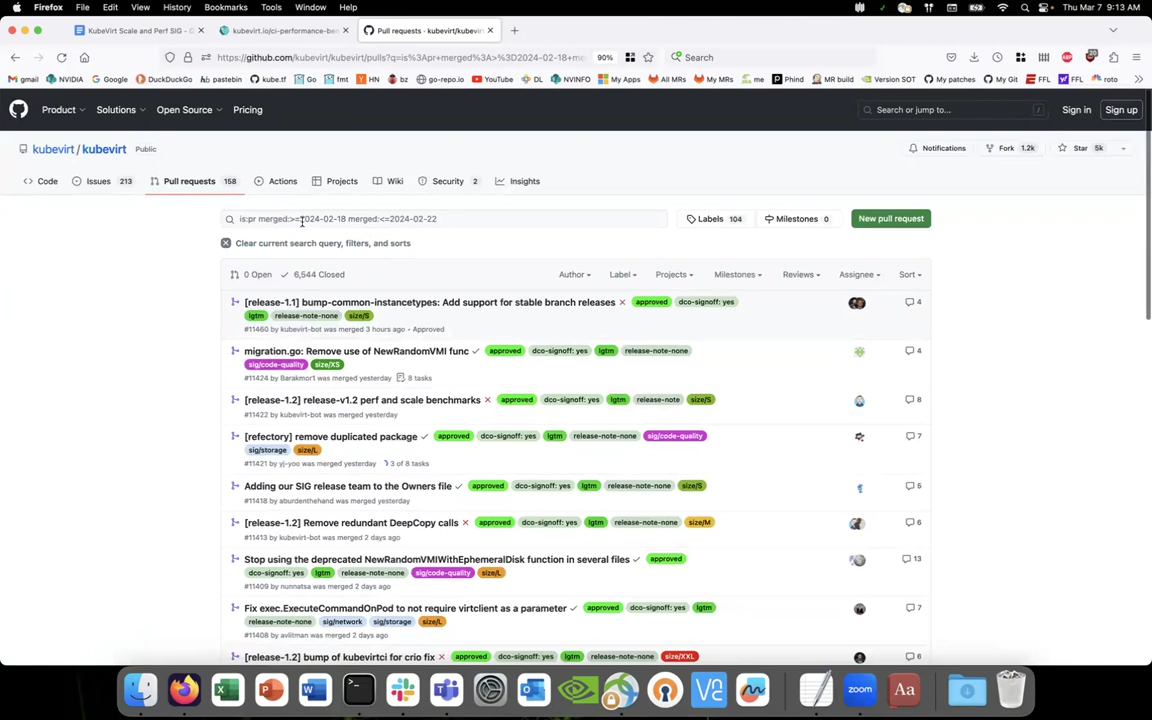 Firefox File Edit View History Bookmarks Tools Window Help Thu Mar 7 9:13 AM
KubeVirt Scale and Perf SIG - × kubevirt.io/ci-performance-be × Pull requests · kubevirt/kubevirt ×
https://github.com/kubevirt/kubevirt/pulls?q=is%3Apr+merged%3A>%3D2024-02-18+me 90% Search
gmail NVIDIA Google DuckDuckGo pastebin kube.tf Go fmt HN bz go-repo.io YouTube DL NVINFO My Apps All MRs My MRs me Phind MR build Version SOT My patches My Git FFL FFL roto
Product Solutions Open Source Pricing Search or jump to... / Sign in Sign up
kubevirt / kubevirt Public Notifications Fork 1.2k Star 5k
Code Issues 213 Pull requests 158 Actions Projects Wiki Security 2 Insights
is:pr merged:>=2024-02-18 merged:<=2024-02-22 Labels 104 Milestones 0 New pull request
Clear current search query, filters, and sorts
0 Open 6,544 Closed Author Label Projects Milestones Reviews Assignee Sort
[release-1.1] bump-common-instancetypes: Add support for stable branch releases approved dco-signoff: yes 4
lgtm release-note-none size/S
#11460 by kubevirt-bot was merged 3 hours ago • Approved
migration.go: Remove use of NewRandomVMI func approved dco-signoff: yes lgtm release-note-none 4
sig/code-quality size/XS
#11424 by Barakmor1 was merged yesterday 8 tasks
[release-1.2] release-v1.2 perf and scale benchmarks approved dco-signoff: yes lgtm release-note size/S 8
#11422 by kubevirt-bot was merged yesterday
[refectory] remove duplicated package approved dco-signoff: yes lgtm release-note-none sig/code-quality 7
sig/storage size/L
#11421 by yj-yoo was merged yesterday 3 of 8 tasks
Adding our SIG release team to the Owners file approved dco-signoff: yes lgtm release-note-none size/S 5
#11418 by aburdenthehand was merged yesterday
[release-1.2] Remove redundant DeepCopy calls approved dco-signoff: yes lgtm release-note-none size/M 6
#11413 by kubevirt-bot was merged 2 days ago
Stop using the deprecated NewRandomVMIWithEphemeralDisk function in several files approved 13
dco-signoff: yes lgtm release-note-none sig/code-quality size/L
#11409 by nunnatsa was merged 2 days ago
Fix exec.ExecuteCommandOnPod to not require virtclient as a parameter approved dco-signoff: yes lgtm 7
release-note-none sig/network sig/storage size/L
#11408 by avlitman was merged 2 days ago
[release-1.2] bump of kubevirtci for crio fix approved dco-signoff: yes lgtm release-note-none size/XXL 6